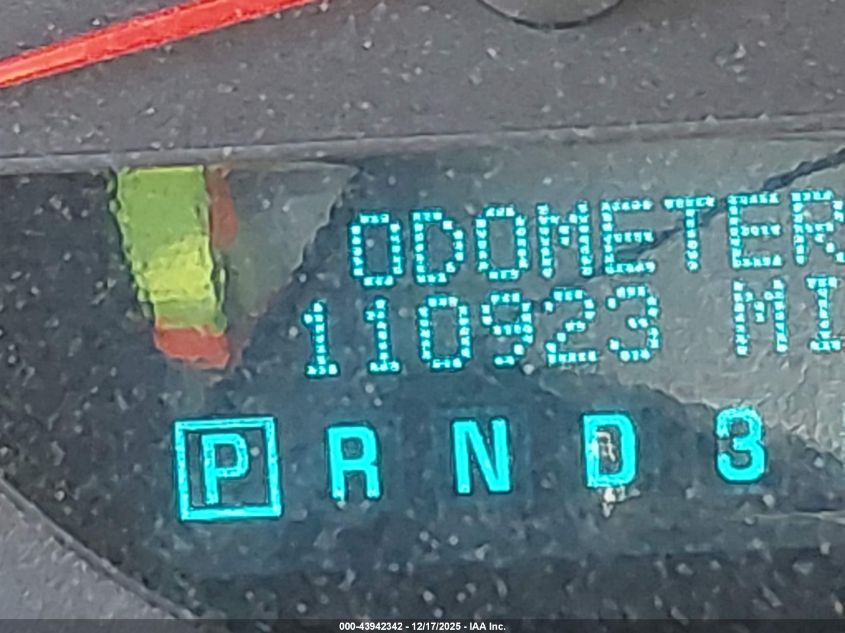 ODOMETER
110923 MI
P R N D 3
000-43942342 - 12/17/2025 - IAA Inc.